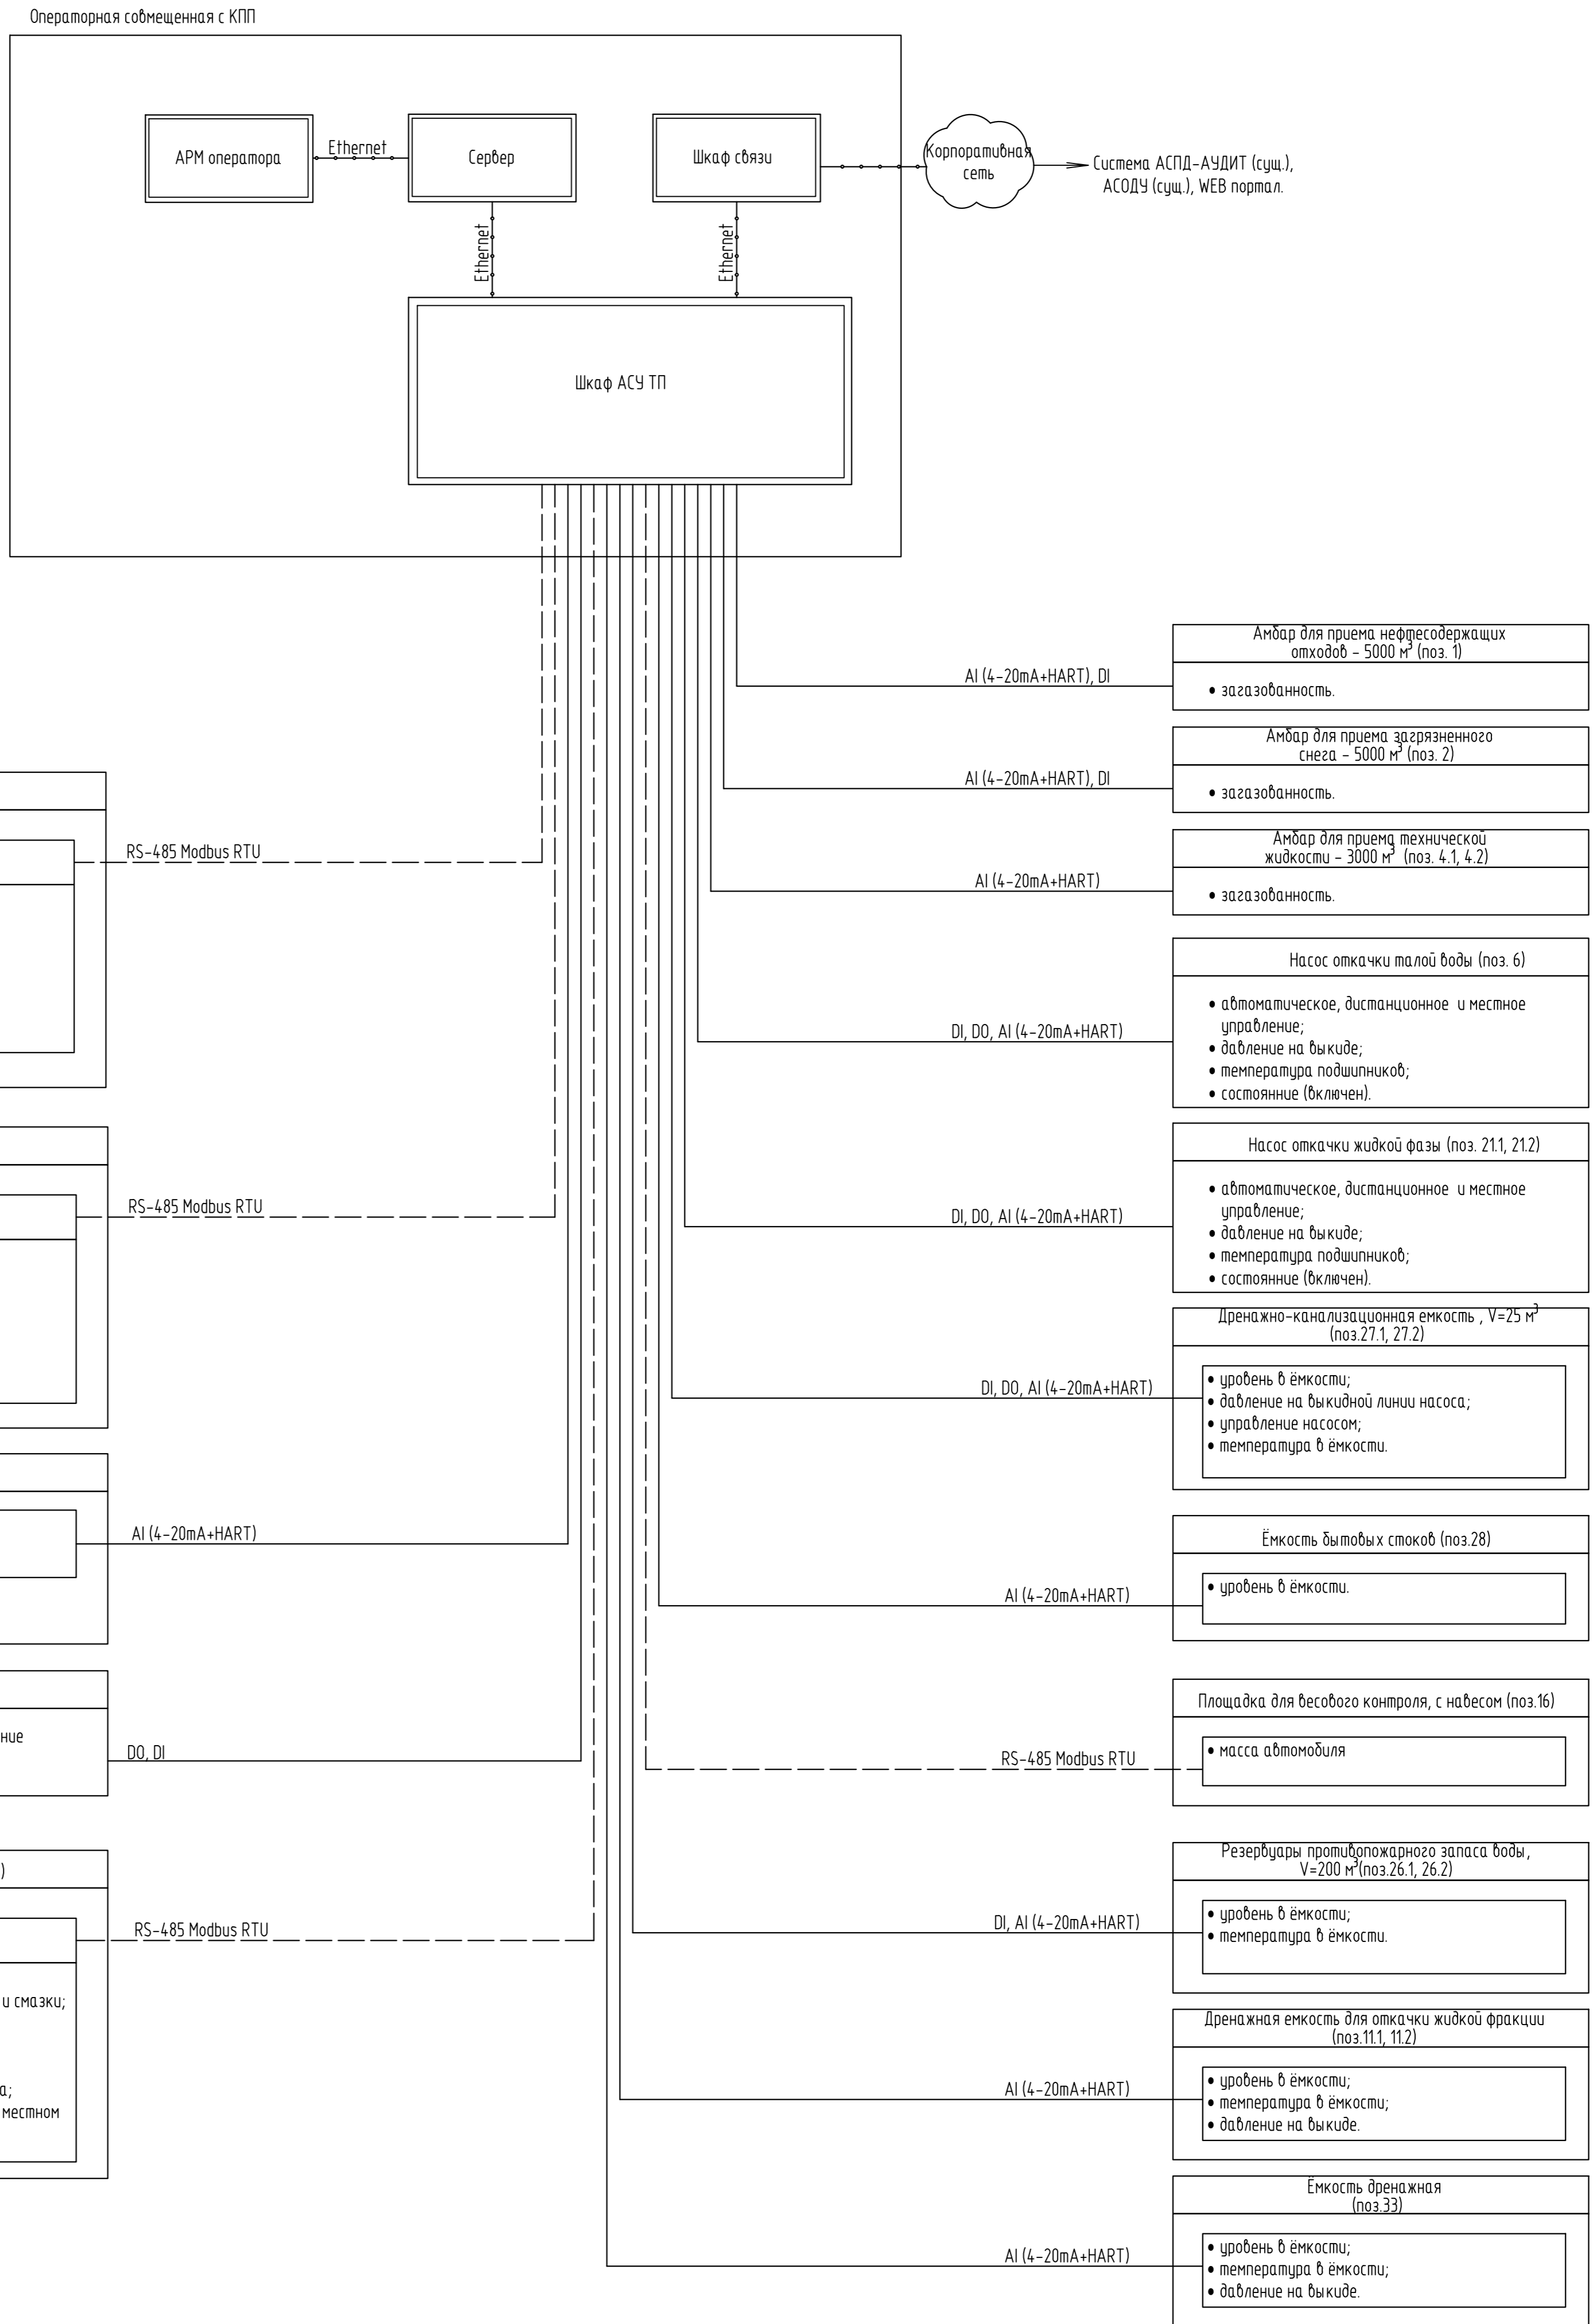 Операторная совмещенная с КПП
АРМ оператора
Ethernet
Сервер
Шкаф связи
Корпоративная
сеть
Система АСПД-АУДИТ (сущ.),
АСОДУ (сущ.), WEB портал.
Ethernet
Ethernet
Шкаф АСУ ТП
Амбар для приема нефтесодержащих
отходов - 5000 м³ (поз. 1)
AI (4-20mA+HART), DI
• загазованность.
Амбар для приема загрязненного
снега - 5000 м³ (поз. 2)
AI (4-20mA+HART), DI
• загазованность.
Амбар для приема технической
жидкости - 3000 м³ (поз. 4.1, 4.2)
AI (4-20mA+HART)
• загазованность.
RS-485 Modbus RTU
Насос откачки талой воды (поз. 6)
DI, DO, AI (4-20mA+HART)
• автоматическое, дистанционное и местное
управление;
• давление на выкиде;
• температура подшипников;
• состоянние (включен).
Насос откачки жидкой фазы (поз. 21.1, 21.2)
RS-485 Modbus RTU
DI, DO, AI (4-20mA+HART)
• автоматическое, дистанционное и местное
управление;
• давление на выкиде;
• температура подшипников;
• состоянние (включен).
Дренажно-канализационная емкость , V=25 м³
(поз.27.1, 27.2)
DI, DO, AI (4-20mA+HART)
• уровень в ёмкости;
• давление на выкидной линии насоса;
• управление насосом;
• температура в ёмкости.
AI (4-20mA+HART)
Ёмкость бытовых стоков (поз.28)
AI (4-20mA+HART)
• уровень в ёмкости.
Площадка для весового контроля, с навесом (поз.16)
ние
DO, DI
RS-485 Modbus RTU
• масса автомобиля
Резервуары противопожарного запаса воды,
V=200 м³(поз.26.1, 26.2)
)
RS-485 Modbus RTU
DI, AI (4-20mA+HART)
• уровень в ёмкости;
• температура в ёмкости.
и смазки;
а;
местном
Дренажная емкость для откачки жидкой фракции
(поз.11.1, 11.2)
AI (4-20mA+HART)
• уровень в ёмкости;
• температура в ёмкости;
• давление на выкиде.
Емкость дренажная
(поз.33)
AI (4-20mA+HART)
• уровень в ёмкости;
• температура в ёмкости;
• давление на выкиде.